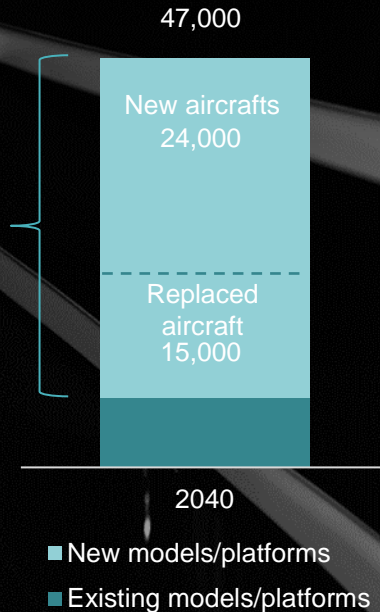 47,000
New aircrafts
24,000
Replaced
aircraft
15,000
2040
New models/platforms
Existing models/platforms